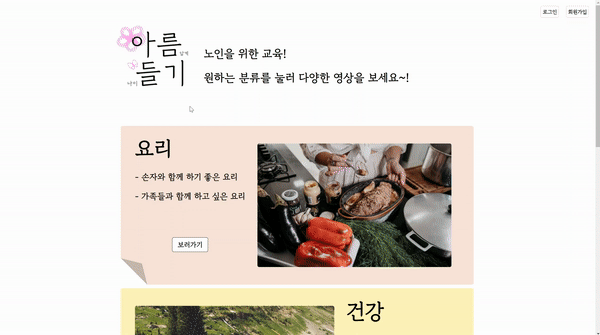 로그인 회원가입
아름답게
나이들기
노인을 위한 교육!
원하는 분류를 눌러 다양한 영상을 보세요~!
요리
- 손자와 함께 하기 좋은 요리
- 가족들과 함께 하고 싶은 요리
보러가기
건강